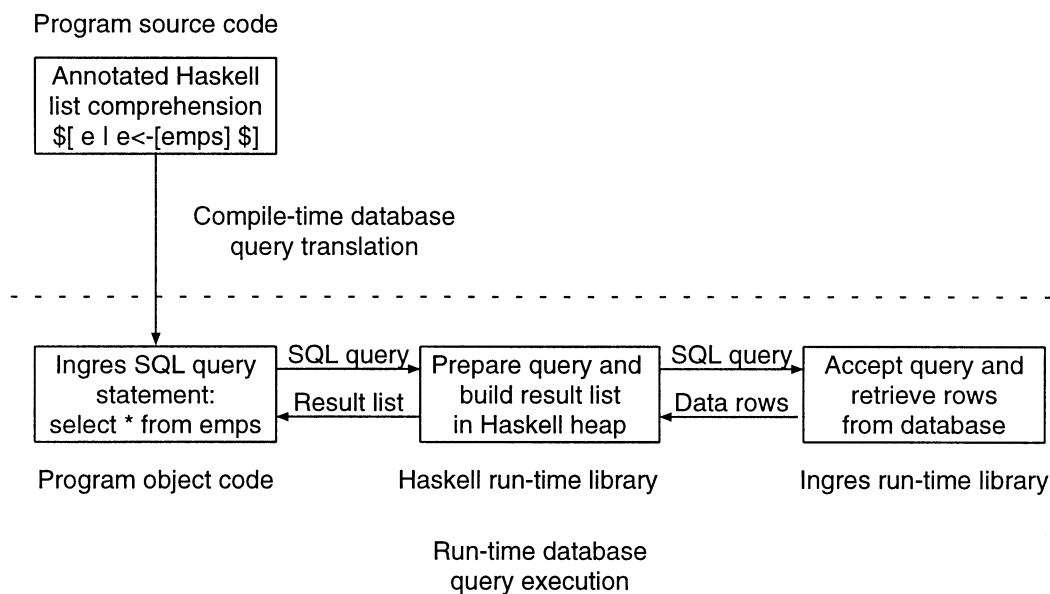 Program source code
Annotated Haskell
list comprehension
$[ e | e<-[emps] $]
Compile-time database
query translation
Ingres SQL query
statement:
select * from emps
SQL query
Result list
Prepare query and
build result list
in Haskell heap
SQL query
Data rows
Accept query and
retrieve rows
from database
Program object code
Haskell run-time library
Ingres run-time library
Run-time database
query execution